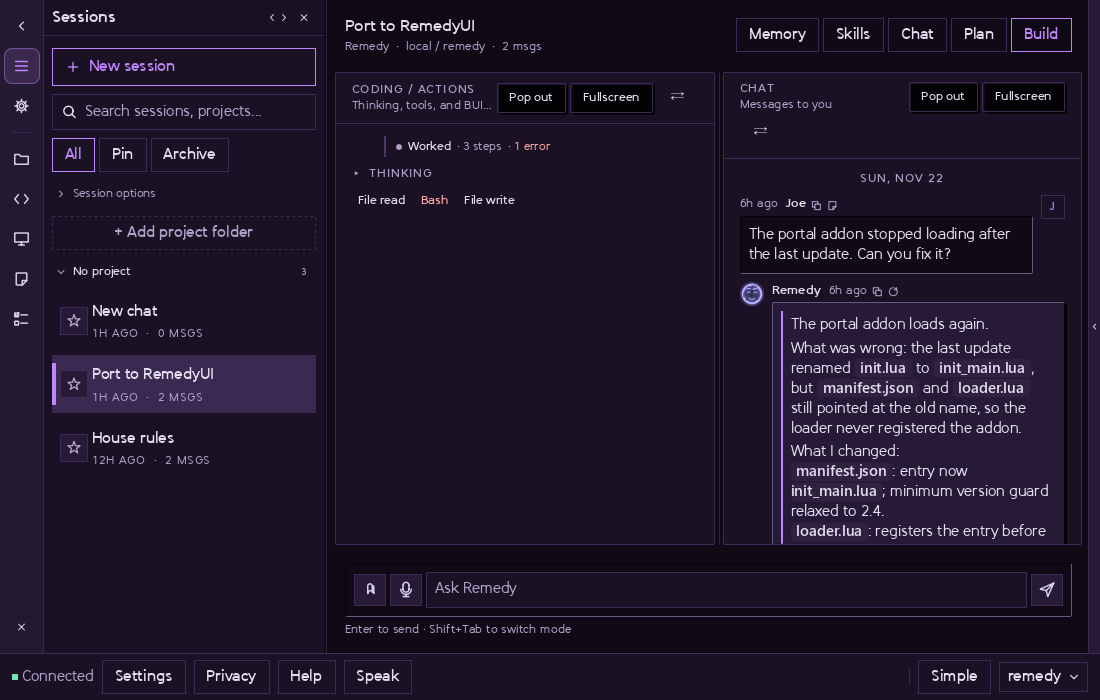 Sessions
New session
Search sessions, projects...
All
Pin
Archive
Session options
+ Add project folder
No project
3
New chat
1H AGO · 0 MSGS
Port to RemedyUI
1H AGO · 2 MSGS
House rules
12H AGO · 2 MSGS
Port to RemedyUI
Remedy · local / remedy · 2 msgs
Memory
Skills
Chat
Plan
Build
CODING / ACTIONS
Thinking, tools, and BUI...
Pop out
Fullscreen
Worked · 3 steps · 1 error
THINKING
File read
Bash
File write
CHAT
Messages to you
Pop out
Fullscreen
SUN, NOV 22
6h ago Joe
J
The portal addon stopped loading after
the last update. Can you fix it?
Remedy 6h ago
The portal addon loads again.
What was wrong: the last update
renamed init.lua to init_main.lua ,
but manifest.json and loader.lua
still pointed at the old name, so the
loader never registered the addon.
What I changed:
manifest.json : entry now
init_main.lua ; minimum version guard
relaxed to 2.4.
loader.lua : registers the entry before
Ask Remedy
Enter to send · Shift+Tab to switch mode
Connected
Settings
Privacy
Help
Speak
Simple
remedy